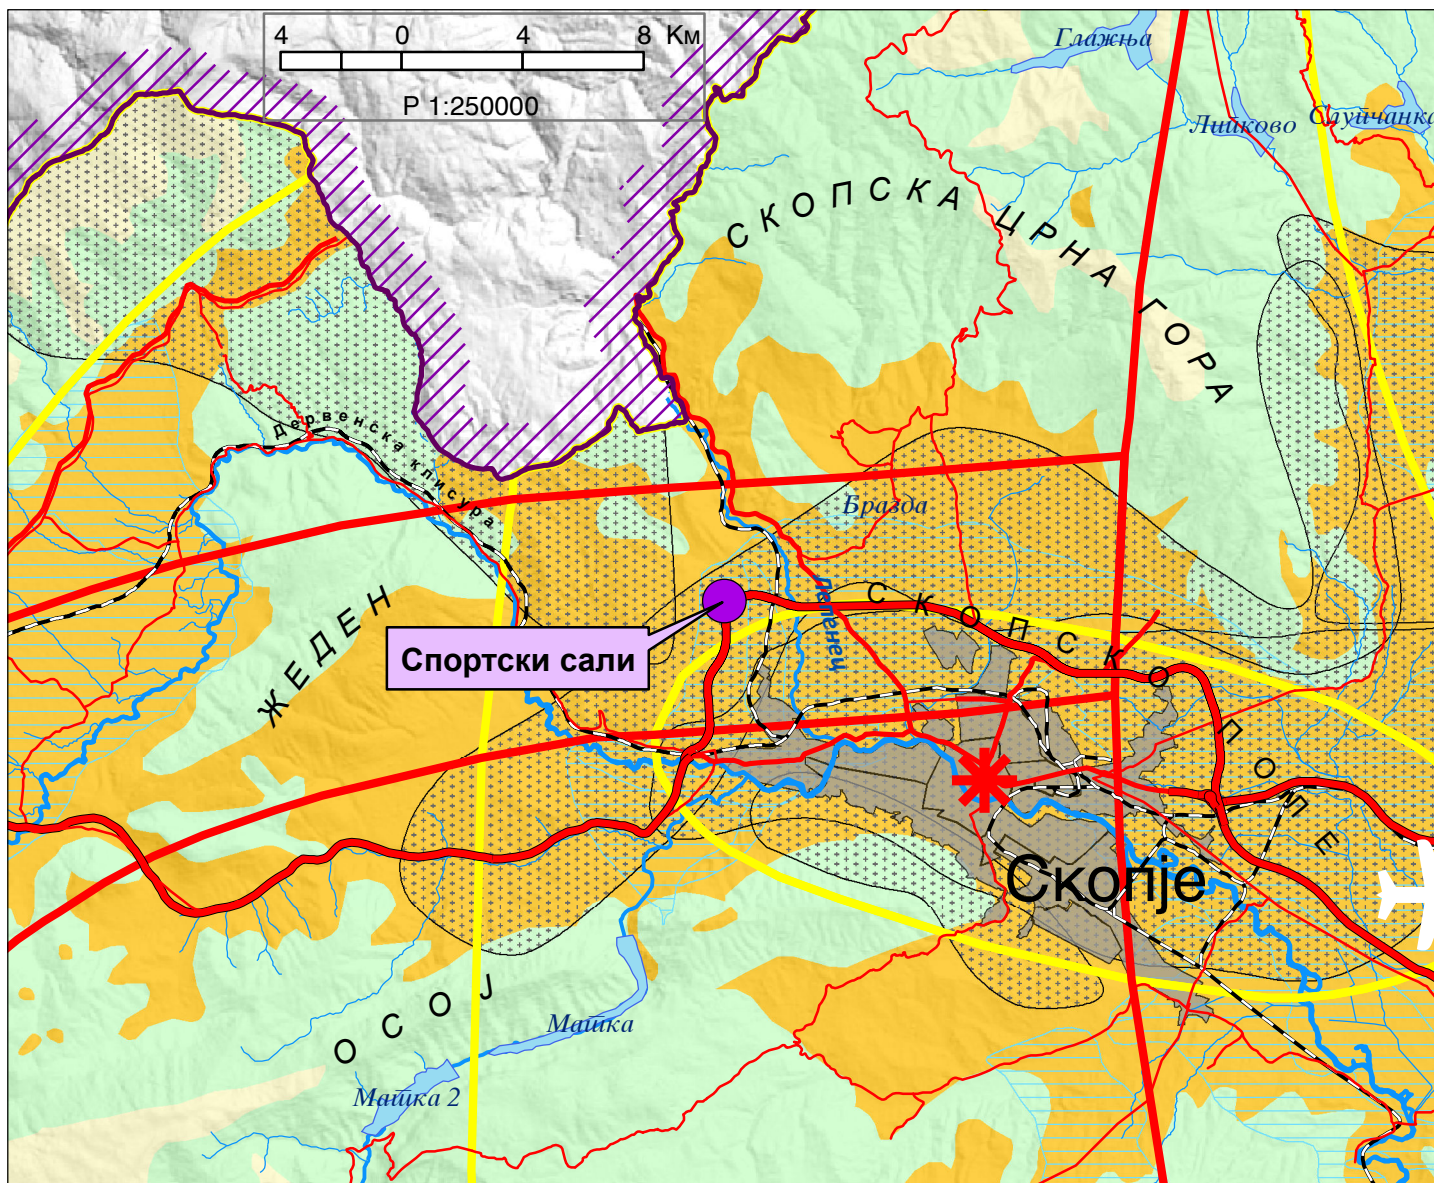 4 0 4 8 Км
Р 1:250000
Глажња
Липково
Слупчанка
СКОПСКА ЦРНА ГОРА
Дервенска клисура
Бразда
Лепенец
ЖЕДЕН
Спортски сали
СКОПСКО ПОЛЕ
Скопје
ОСОЈ
Матка
Матка 2